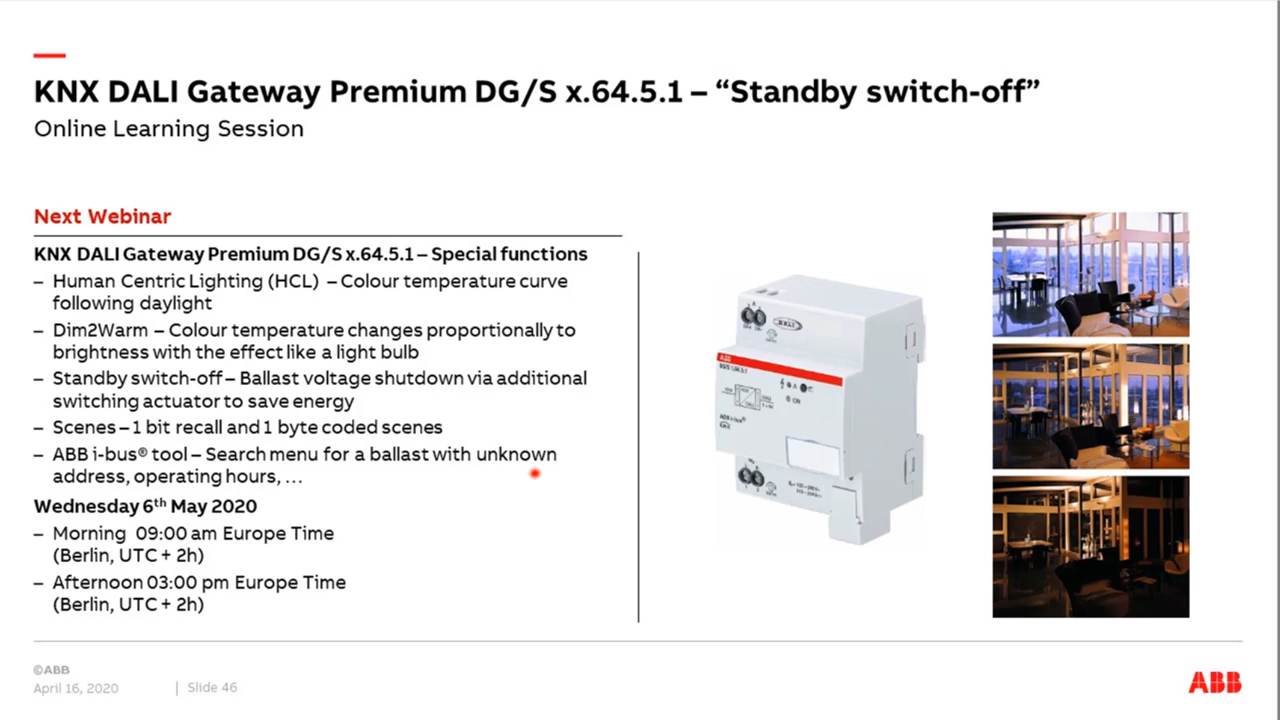 KNX DALI Gateway Premium DG/S x.64.5.1 – “Standby switch-off”
Online Learning Session
Next Webinar
KNX DALI Gateway Premium DG/S x.64.5.1 – Special functions
– Human Centric Lighting (HCL) – Colour temperature curve
following daylight
– Dim2Warm – Colour temperature changes proportionally to
brightness with the effect like a light bulb
– Standby switch-off – Ballast voltage shutdown via additional
switching actuator to save energy
– Scenes – 1 bit recall and 1 byte coded scenes
– ABB i-bus® tool – Search menu for a ballast with unknown
address, operating hours, …
Wednesday 6th May 2020
– Morning 09:00 am Europe Time
(Berlin, UTC + 2h)
– Afternoon 03:00 pm Europe Time
(Berlin, UTC + 2h)
DALI
ABB
©ABB
April 16, 2020 | Slide 46
ABB